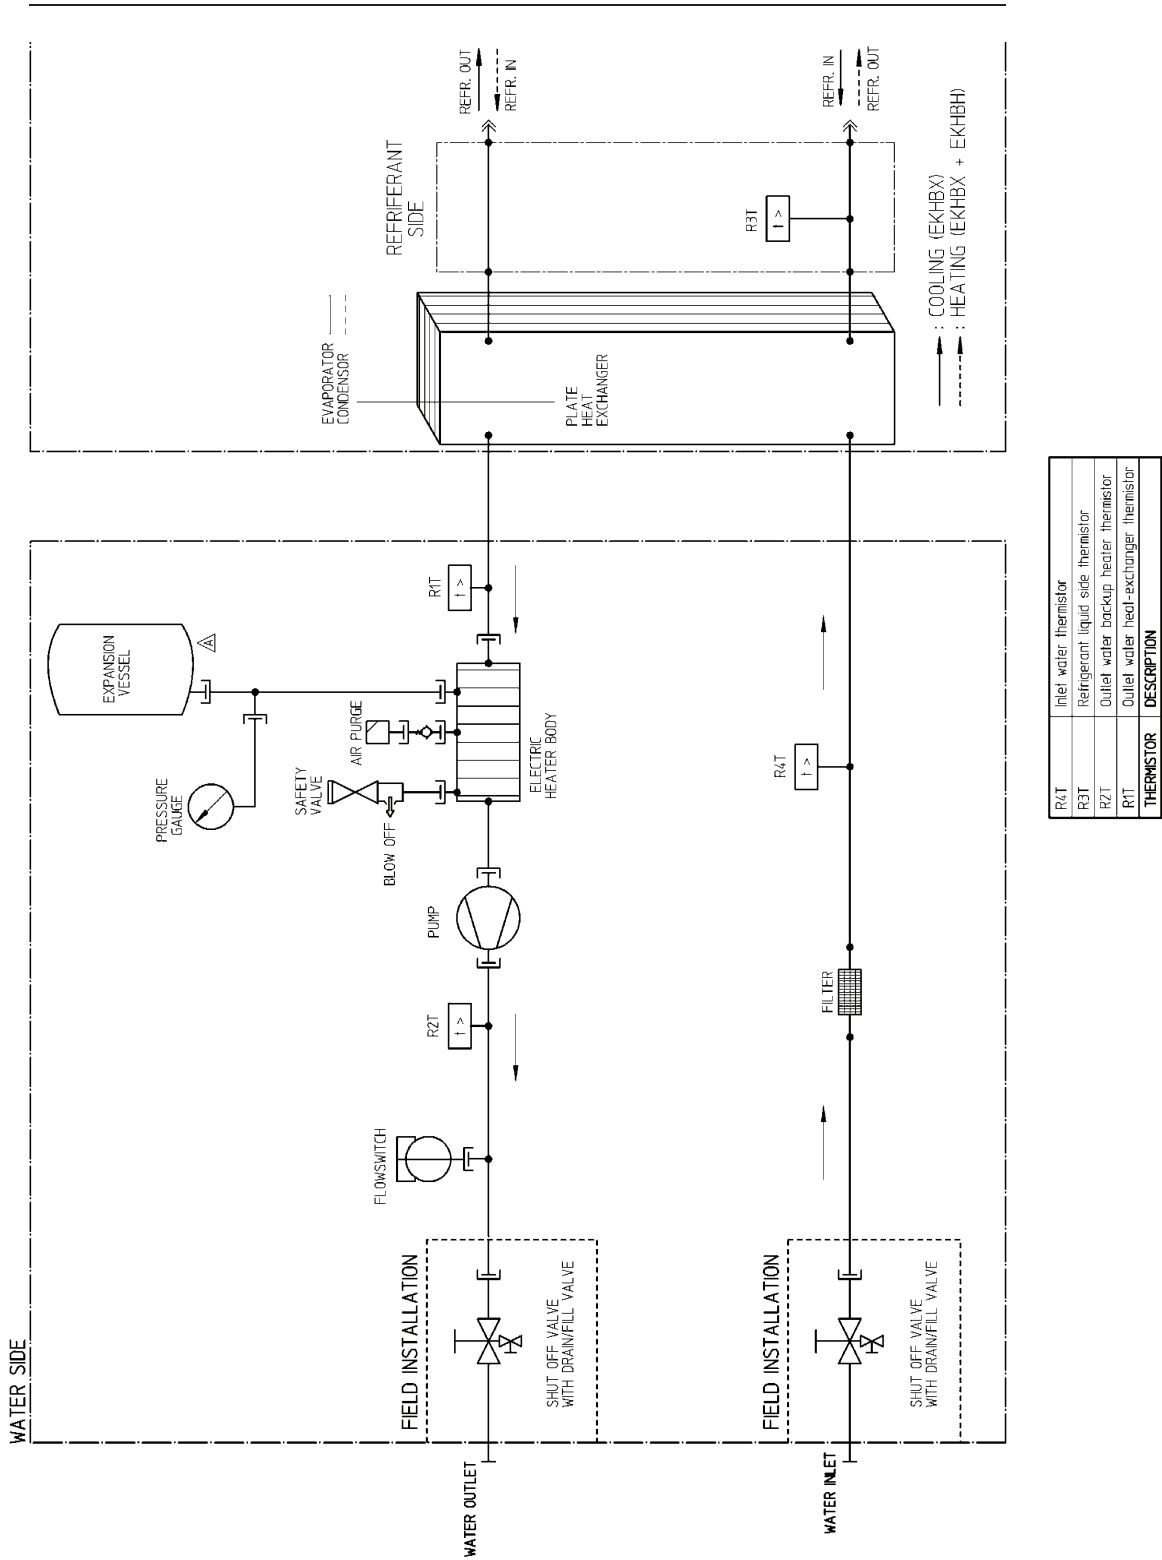 WATER SIDE
EXPANSION
VESSEL
A
PRESSURE
GAUGE
SAFETY
VALVE
BLOW OFF
AIR PURGE
ELECTRIC
HEATER BODY
PUMP
R1T
t >
R2T
t >
FLOWSWITCH
FIELD INSTALLATION
SHUT OFF VALVE
WITH DRAIN/FILL VALVE
WATER OUTLET
R4T
t >
FILTER
FIELD INSTALLATION
SHUT OFF VALVE
WITH DRAIN/FILL VALVE
WATER INLET
EVAPORATOR
CONDENSOR
PLATE
HEAT
EXCHANGER
REFRIFERANT
SIDE
R3T
t >
REFR. OUT
REFR. IN
REFR. IN
REFR. OUT
: COOLING (EKHBX)
: HEATING (EKHBX + EKHBH)
R4T Inlet water thermistor
R3T Refrigerant liquid side thermistor
R2T Outlet water backup heater thermistor
R1T Outlet water heat-exchanger thermistor
THERMISTOR DESCRIPTION